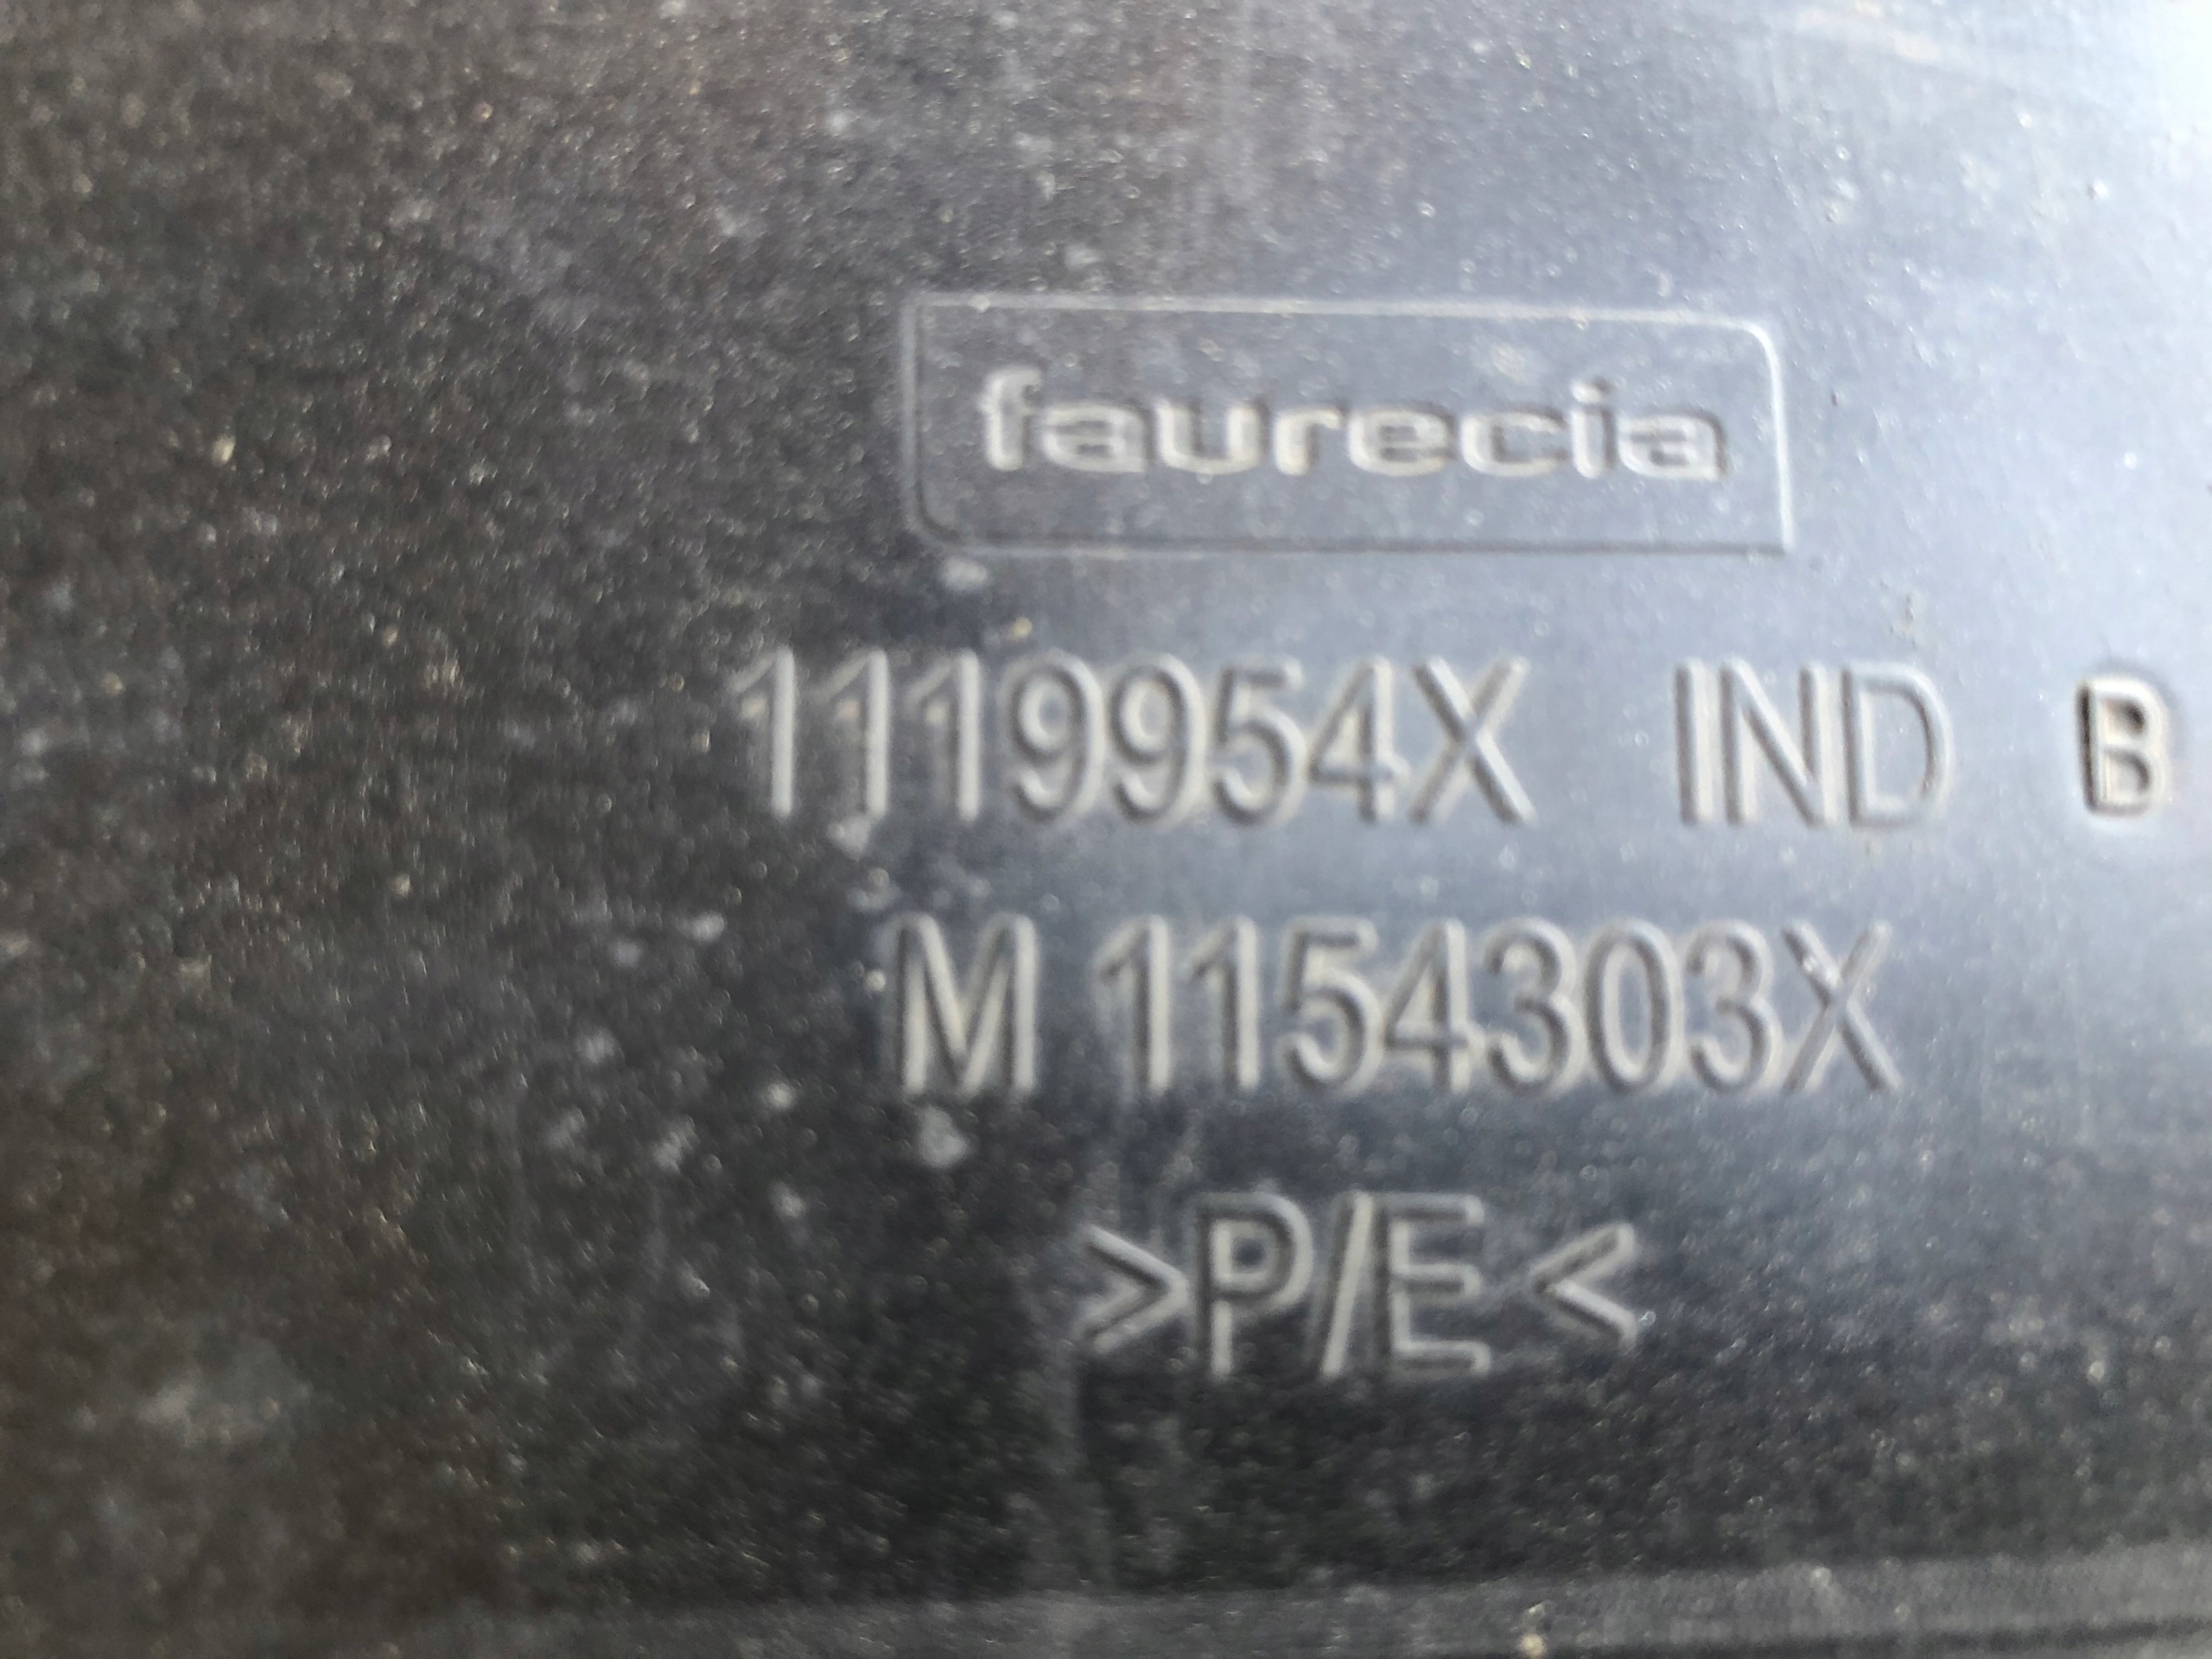 faurecia
1119954X IND B
M 1154303X
>P/E<